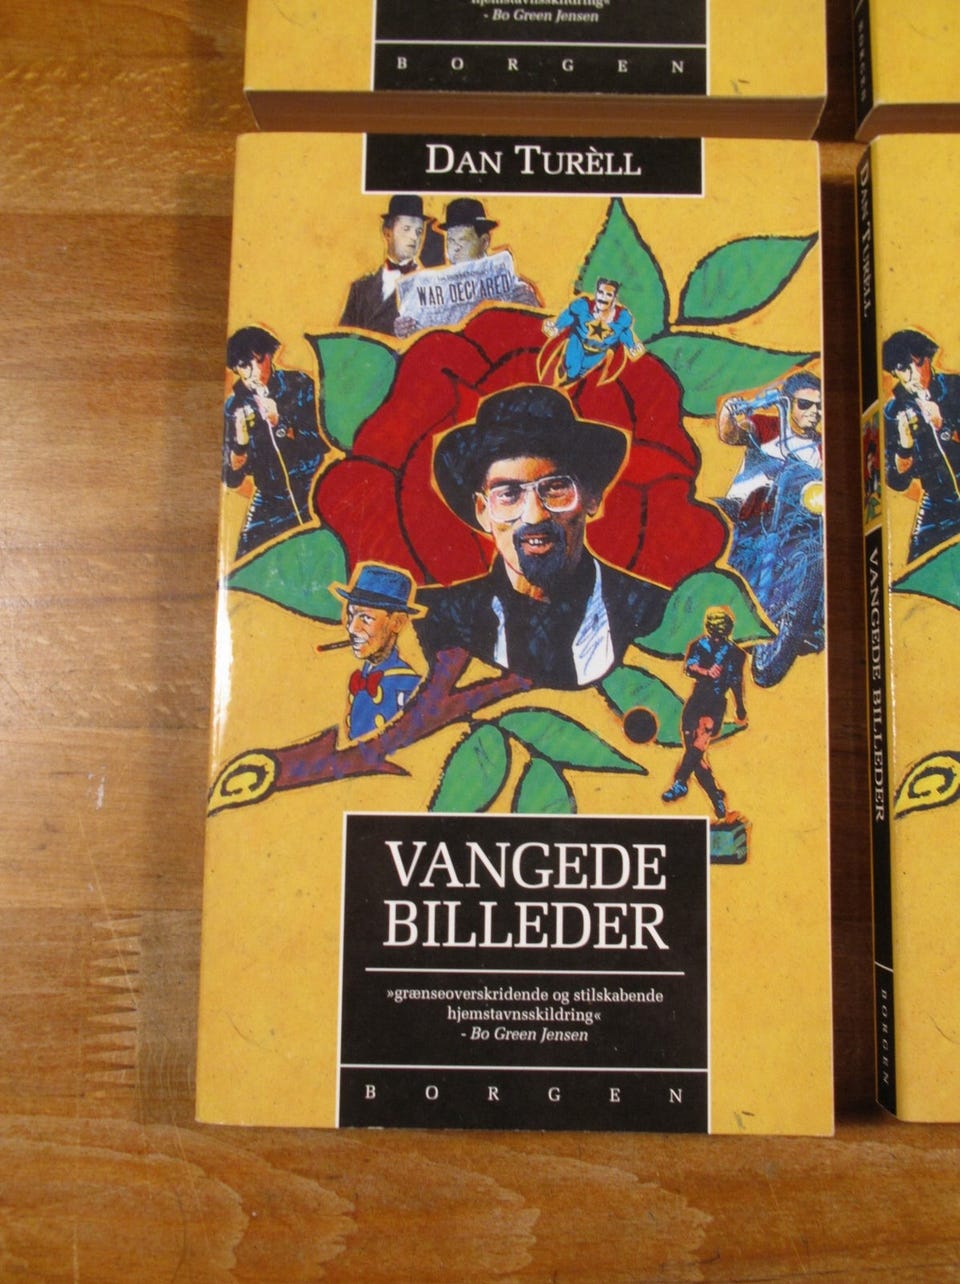 hjemstavnsskildring«
- Bo Green Jensen
BORGEN
BORGEN
DAN TURÈLL
WAR DECLARED!
VANGEDE
BILLEDER
»grænseoverskridende og stilskabende
hjemstavnsskildring«
- Bo Green Jensen
BORGEN
DAN TURÈLL
VANGEDE BILLEDER
BORGEN